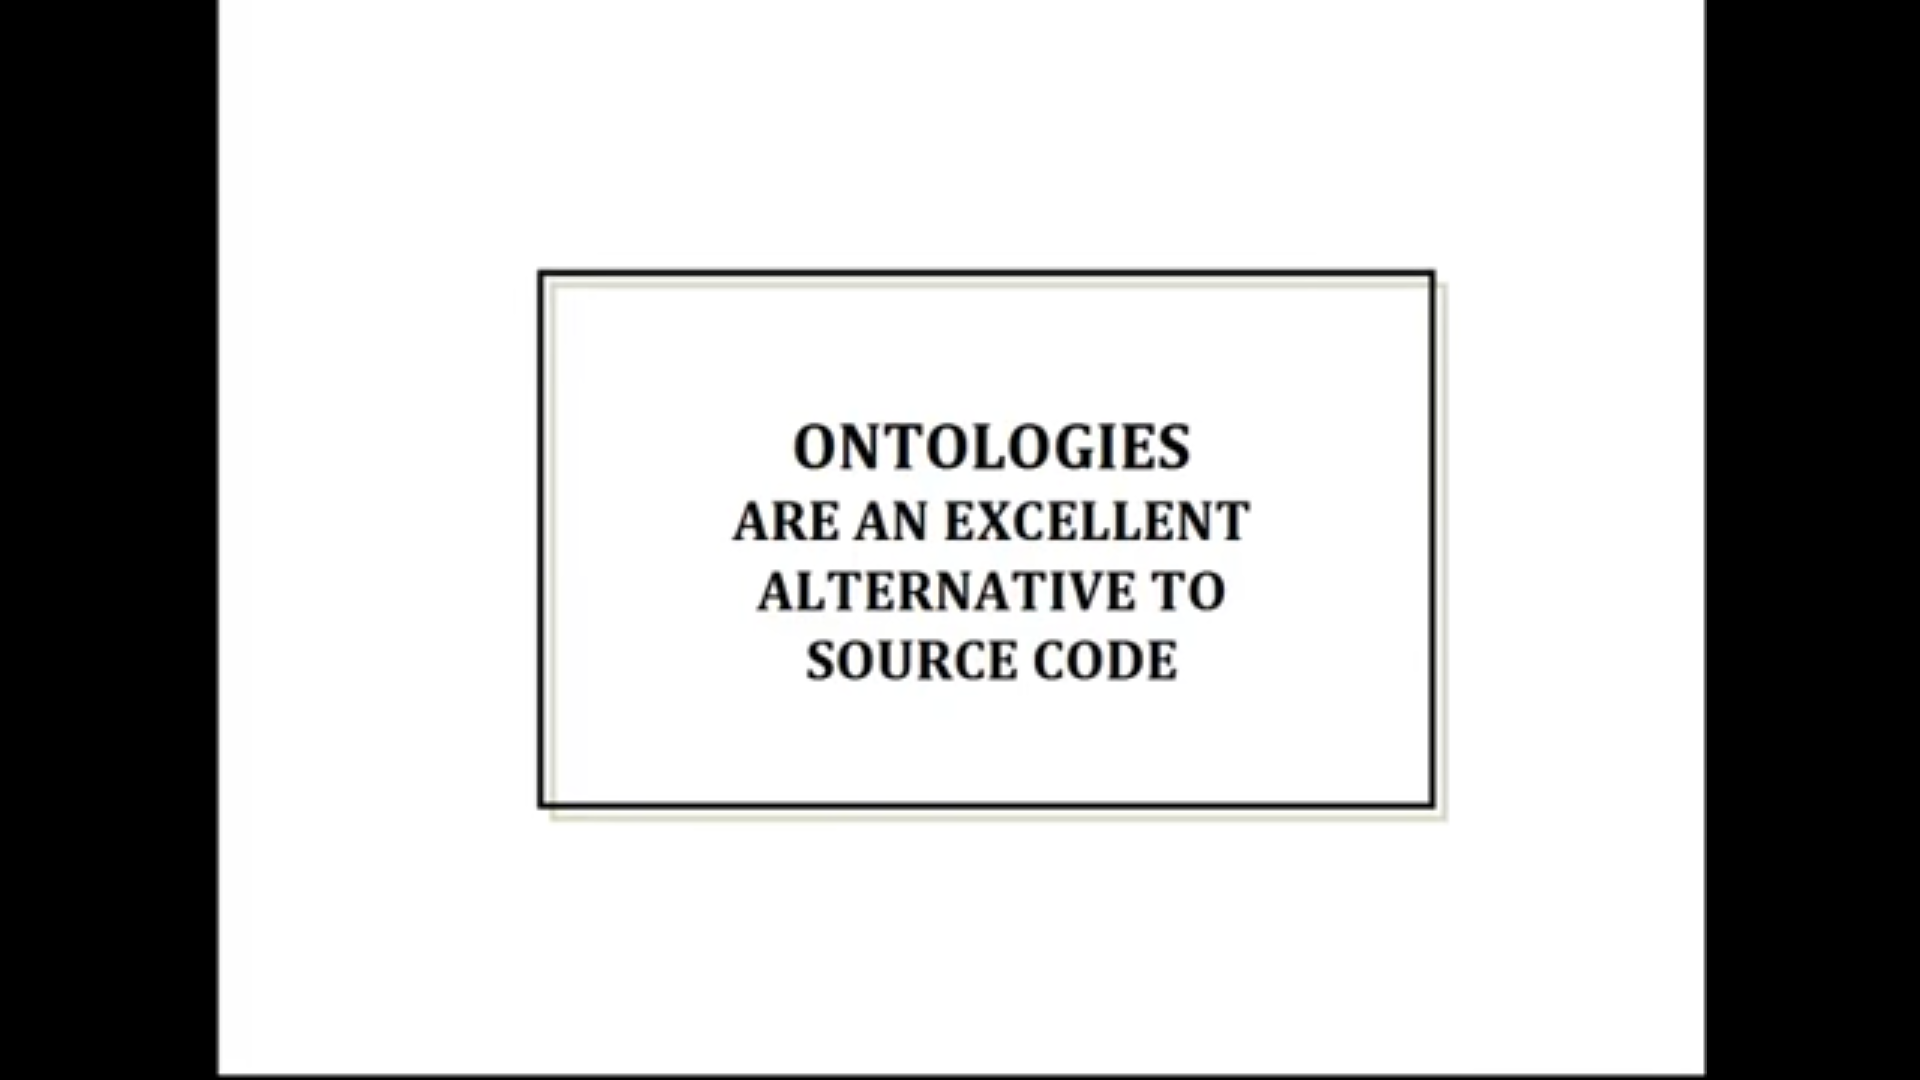 ONTOLOGIES
ARE AN EXCELLENT
ALTERNATIVE TO
SOURCE CODE